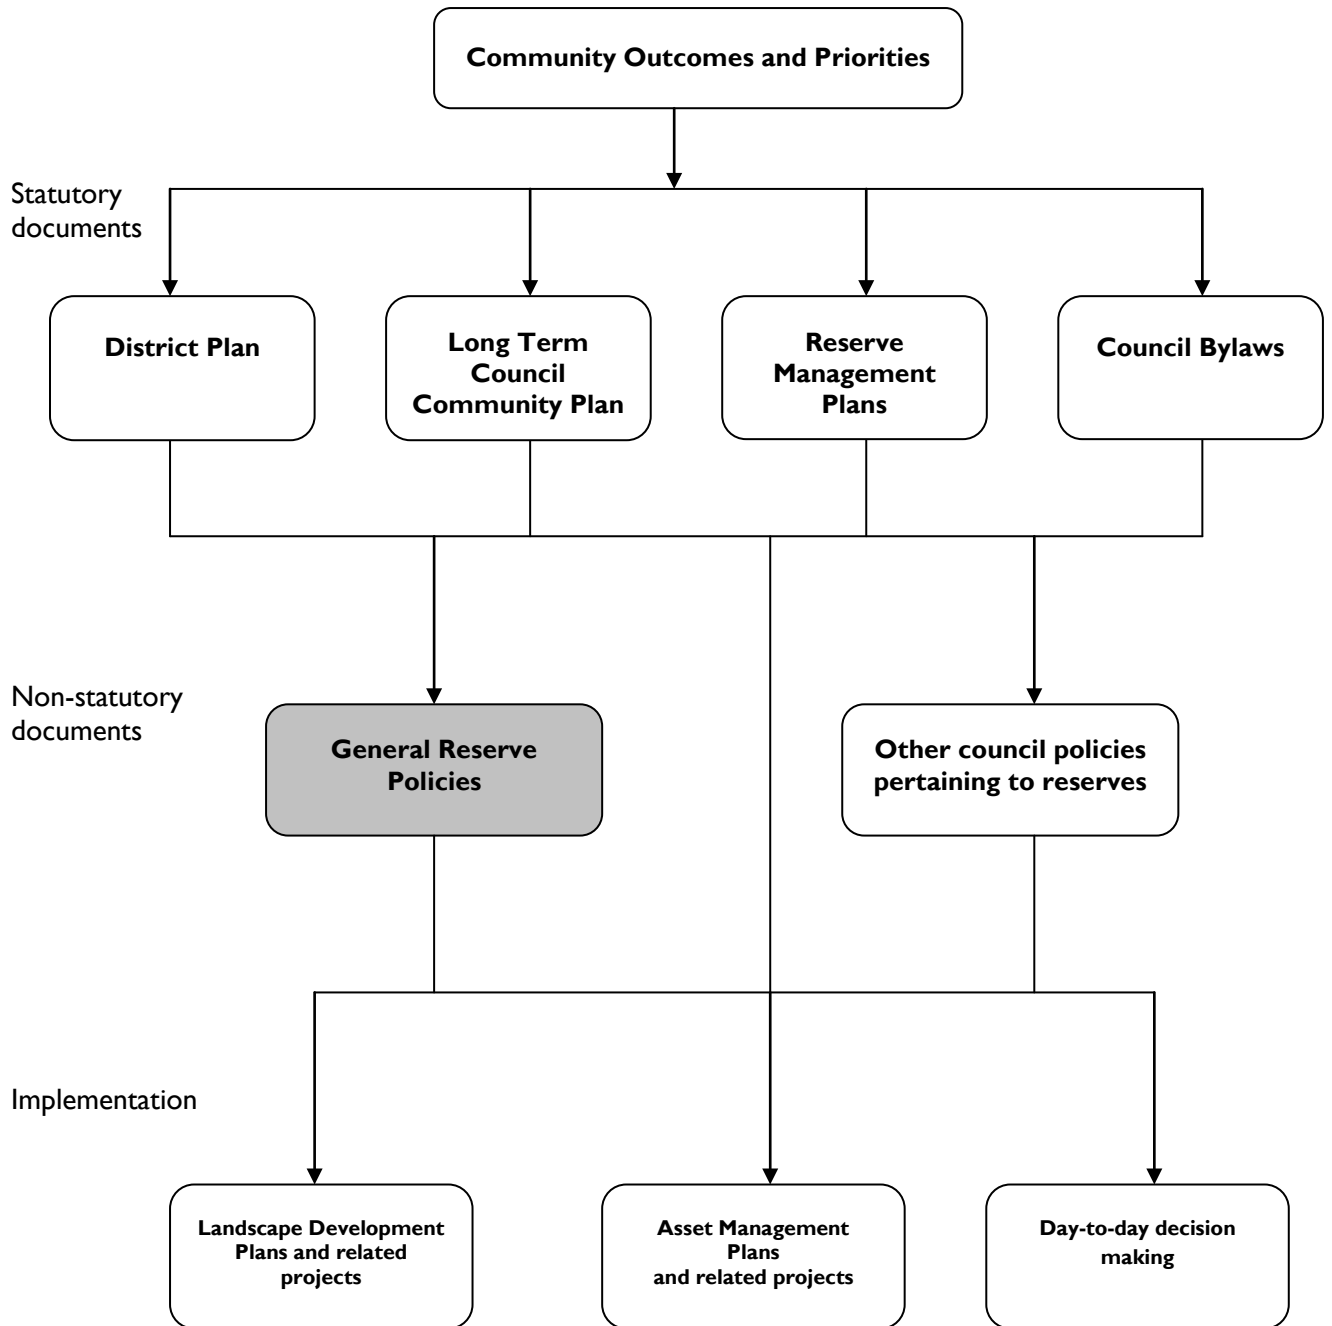 Community Outcomes and Priorities
Statutory
documents
District Plan
Long Term
Council
Community Plan
Reserve
Management
Plans
Council Bylaws
Non-statutory
documents
General Reserve
Policies
Other council policies
pertaining to reserves
Implementation
Landscape Development
Plans and related
projects
Asset Management
Plans
and related projects
Day-to-day decision
making